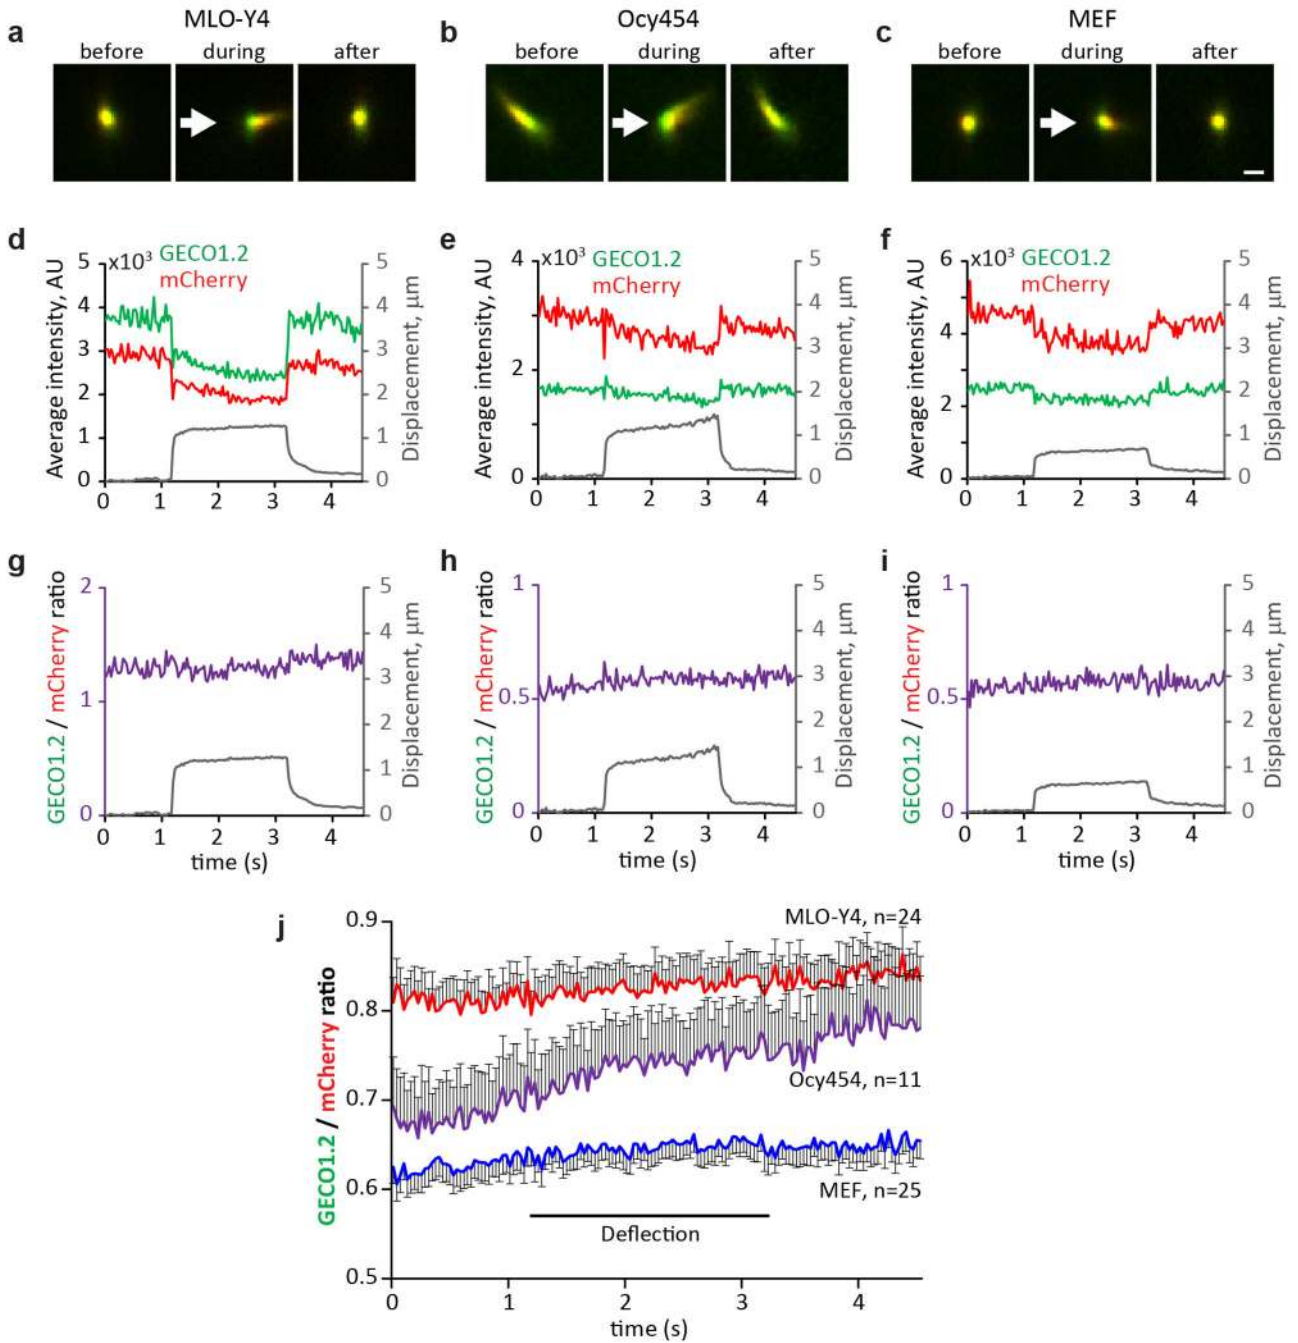 MLO-Y4 Ocy454 MEF
a b c
before during after before during after before during after
d e f
x10³ GECO1.2 x10³ GECO1.2 x10³ GECO1.2
mCherry mCherry mCherry
Average intensity, AU
5
4
3
2
1
0
Displacement, µm
5
4
3
2
1
0
0 1 2 3 4
Average intensity, AU
4
2
0
Displacement, µm
5
4
3
2
1
0
0 1 2 3 4
Average intensity, AU
6
4
2
0
Displacement, µm
5
4
3
2
1
0
0 1 2 3 4
g h i
GECO1.2 / mCherry ratio
2
1
0
Displacement, µm
5
4
3
2
1
0
0 1 2 3 4
time (s)
GECO1.2 / mCherry ratio
1
0.5
0
Displacement, µm
5
4
3
2
1
0
0 1 2 3 4
time (s)
GECO1.2 / mCherry ratio
1
0.5
0
Displacement, µm
5
4
3
2
1
0
0 1 2 3 4
time (s)
j
GECO1.2 / mCherry ratio
0.9
0.8
0.7
0.6
0.5
MLO-Y4, n=24
Ocy454, n=11
MEF, n=25
Deflection
0 1 2 3 4
time (s)